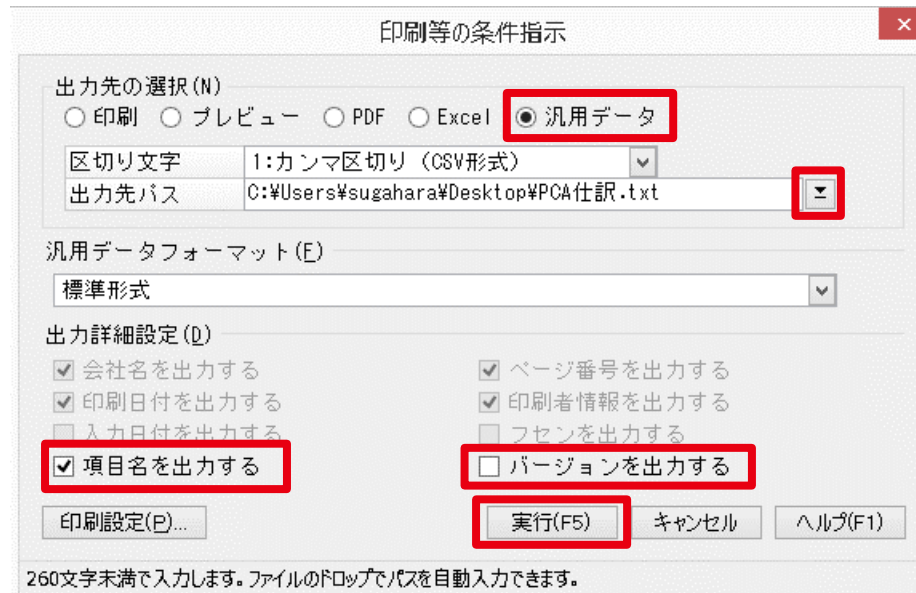 印刷等の条件指示
出力先の選択(N)
印刷 プレビュー PDF Excel 汎用データ
区切り文字 1:カンマ区切り (CSV形式)
出力先パス C:¥Users¥sugahara¥Desktop¥PCA仕訳.txt
汎用データフォーマット(F)
標準形式
出力詳細設定(D)
会社名を出力する ページ番号を出力する
印刷日付を出力する 印刷者情報を出力する
入力日付を出力する フセンを出力する
項目名を出力する バージョンを出力する
印刷設定(P)... 実行(F5) キャンセル ヘルプ(F1)
260文字未満で入力します。ファイルのドロップでパスを自動入力できます。